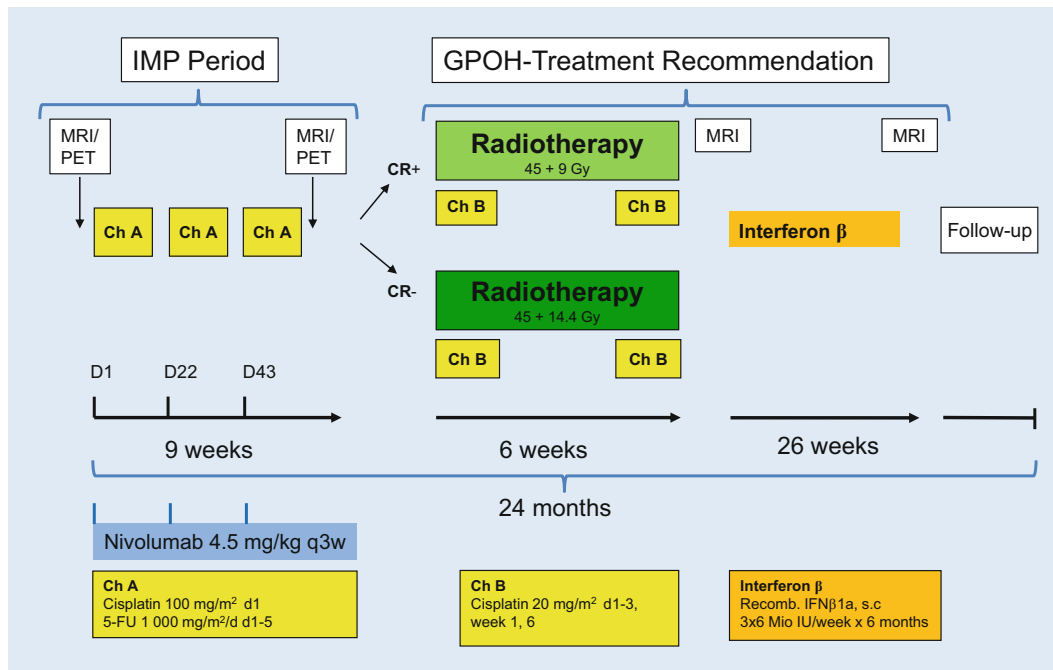 IMP Period
GPOH-Treatment Recommendation
MRI/
PET
MRI/
PET
Ch A
Ch A
Ch A
CR+
CR-
Radiotherapy
45 + 9 Gy
Ch B
Ch B
Radiotherapy
45 + 14.4 Gy
Ch B
Ch B
MRI
MRI
Interferon β
Follow-up
D1
D22
D43
9 weeks
6 weeks
26 weeks
24 months
Nivolumab 4.5 mg/kg q3w
Ch A
Cisplatin 100 mg/m² d1
5-FU 1 000 mg/m²/d d1-5
Ch B
Cisplatin 20 mg/m² d1-3,
week 1, 6
Interferon β
Recomb. IFNβ1a, s.c
3x6 Mio IU/week x 6 months